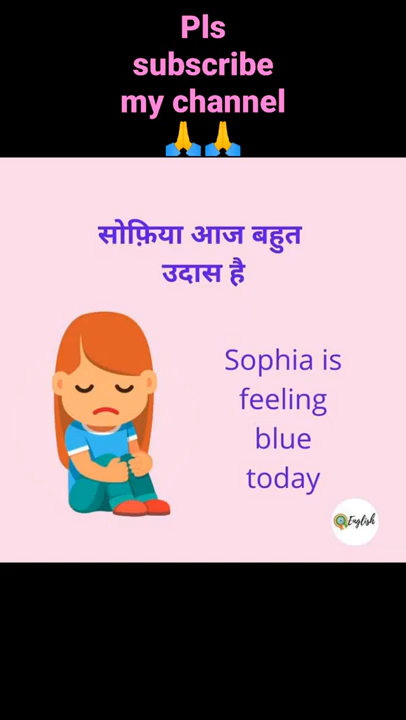 Pls
subscribe
my channel
🙏🙏
सोफ़िया आज बहुत
उदास है
Sophia is
feeling
blue
today
English